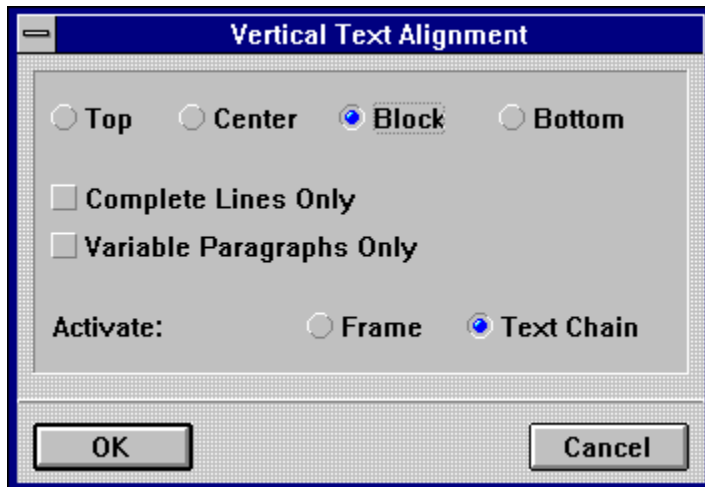 Vertical Text Alignment
Top Center Block Bottom
Complete Lines Only
Variable Paragraphs Only
Activate: Frame Text Chain
OK Cancel